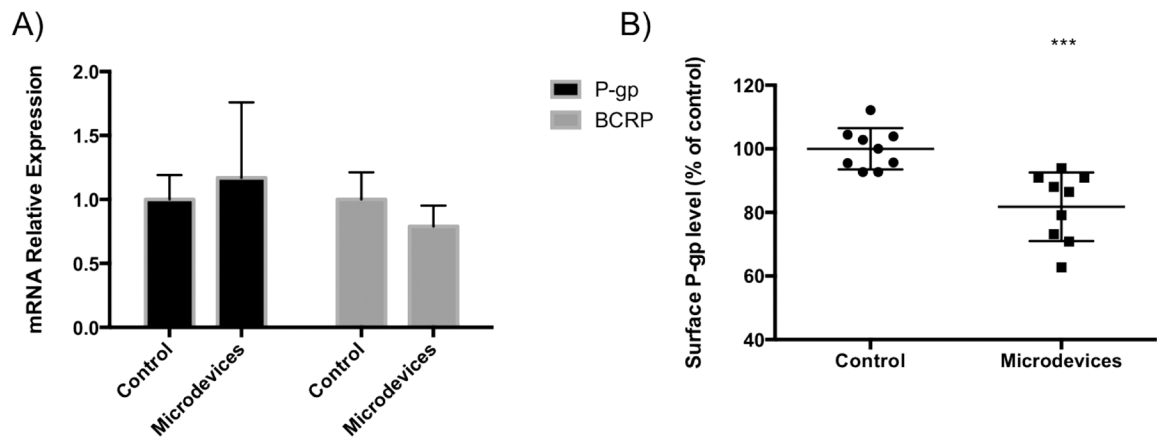 A)
mRNA Relative Expression
2.0
1.5
1.0
0.5
0.0
Control
Microdevices
Control
Microdevices
P-gp
BCRP
B)
***
Surface P-gp level (% of control)
120
100
80
60
40
Control
Microdevices